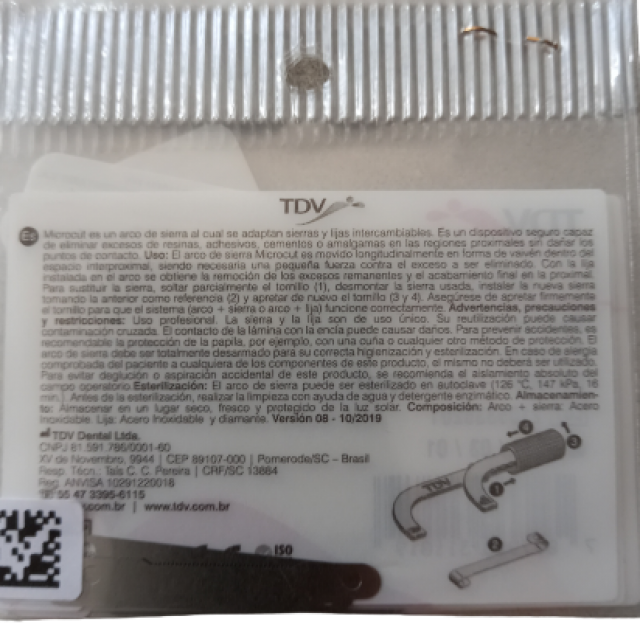 TDV
Es Microcut es un arco de sierra al cual se adaptan sierras y lijas intercambiables. Es un dispositivo seguro capaz
de eliminar excesos de resinas, adhesivos, cementos o amalgamas en las regiones proximales sin dañar los
puntos de contacto. Uso: El arco de sierra Microcut es movido longitudinalmente en forma de vaivén dentro del
espacio interproximal, siendo necesaria una pequeña fuerza contra el exceso a ser eliminado. Con la lija
instalada en el arco se obtiene la remoción de los excesos remanentes y el acabamiento final en la proximal.
Para sustituir la sierra, soltar parcialmente el tornillo (1), desmontar la sierra usada, instalar la nueva sierra
tomando la anterior como referencia (2) y apretar de nuevo el tornillo (3 y 4). Asegúrese de apretar firmemente
el tornillo para que el sistema (arco + sierra o arco + lija) funcione correctamente. Advertencias, precauciones
y restricciones: Uso profesional. La sierra y la lija son de uso único. Su reutilización puede causar
contaminación cruzada. El contacto de la lámina con la encía puede causar daños. Para prevenir accidentes, es
recomendable la protección de la papila, por ejemplo, con una cuña o cualquier otro método de protección. El
arco de sierra debe ser totalmente desarmado para su correcta higienización y esterilización. En caso de alergia
comprobada del paciente a cualquiera de los componentes de este producto, el mismo no deberá ser utilizado.
Para evitar deglución o aspiración accidental de este producto, se recomienda el aislamiento absoluto del
campo operatorio. Esterilización: El arco de sierra puede ser esterilizado en autoclave (126 °C, 147 kPa, 16
min.). Antes de la esterilización, realizar la limpieza con ayuda de agua y detergente enzimático. Almacenamien-
to: Almacenar en un lugar seco, fresco y protegido de la luz solar. Composición: Arco + sierra: Acero
Inoxidable. Lija: Acero Inoxidable y diamante. Versión 08 - 10/2019
TDV Dental Ltda.
CNPJ 81.591.786/0001-60
XV de Novembro, 9944 | CEP 89107-000 | Pomerode/SC – Brasil
Resp. Técn.: Taís C. C. Pereira | CRF/SC 13884
Reg. ANVISA 10291220018
55 47 3395-6115
.com.br | www.tdv.com.br
ISO
TDV
4
3
1
2